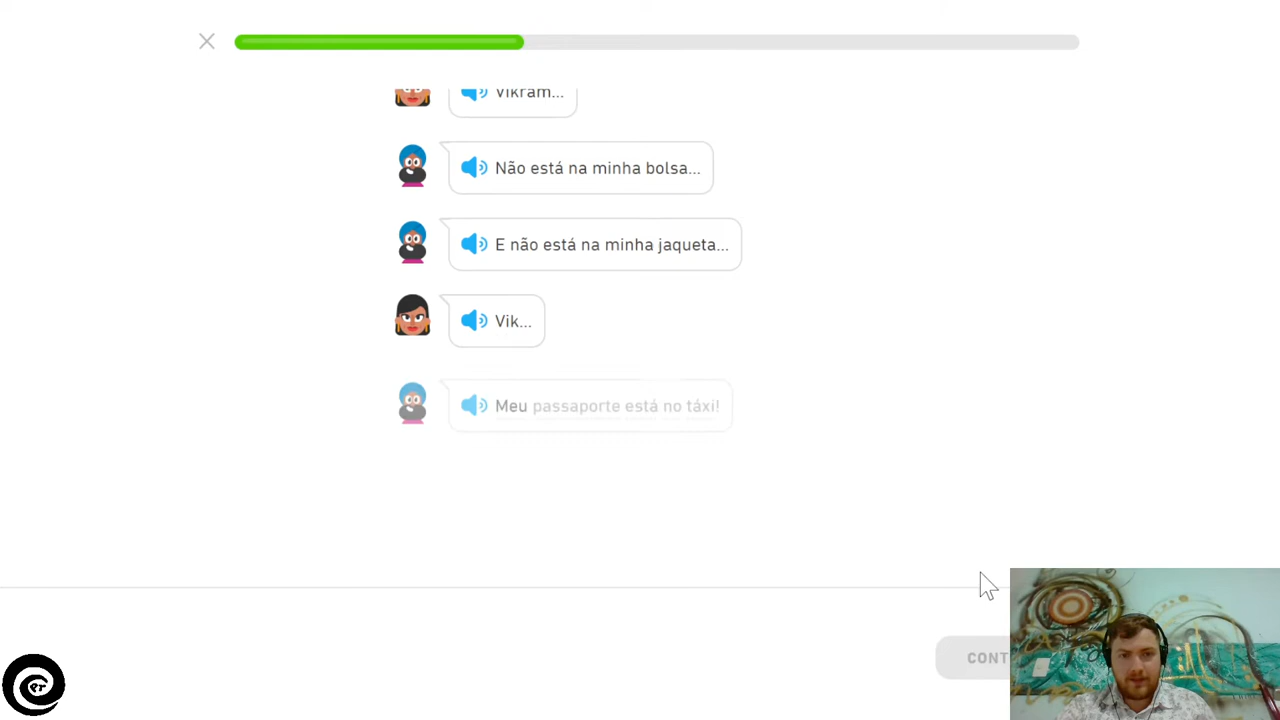 Vikram...
Não está na minha bolsa...
E não está na minha jaqueta...
Vik...
Meu passaporte está no táxi!
CONT